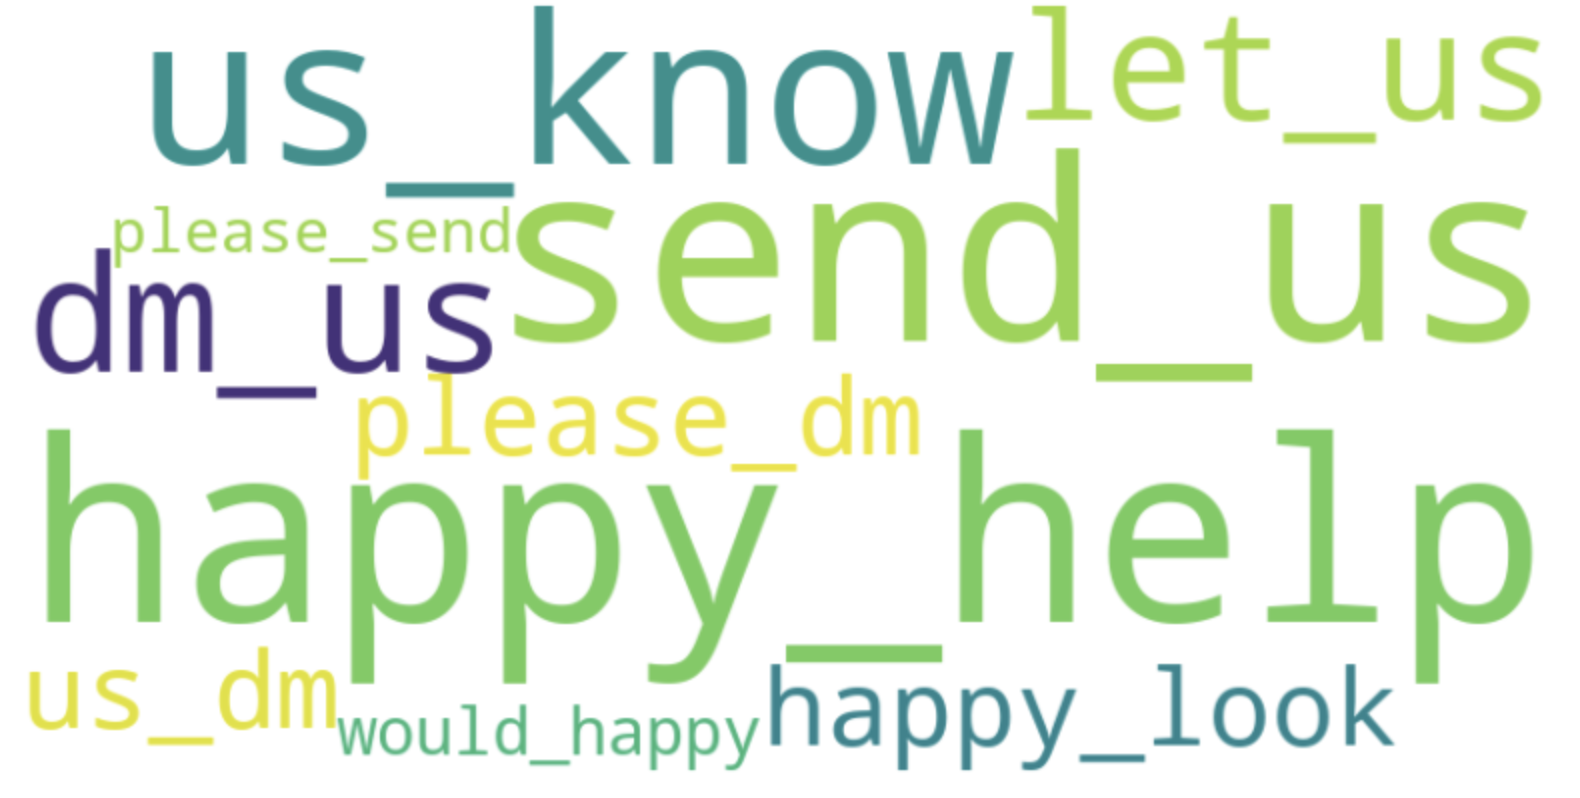 us_know let_us
please_send send_us
dm_us
please_dm
happy_help
us_dm would_happy happy_look